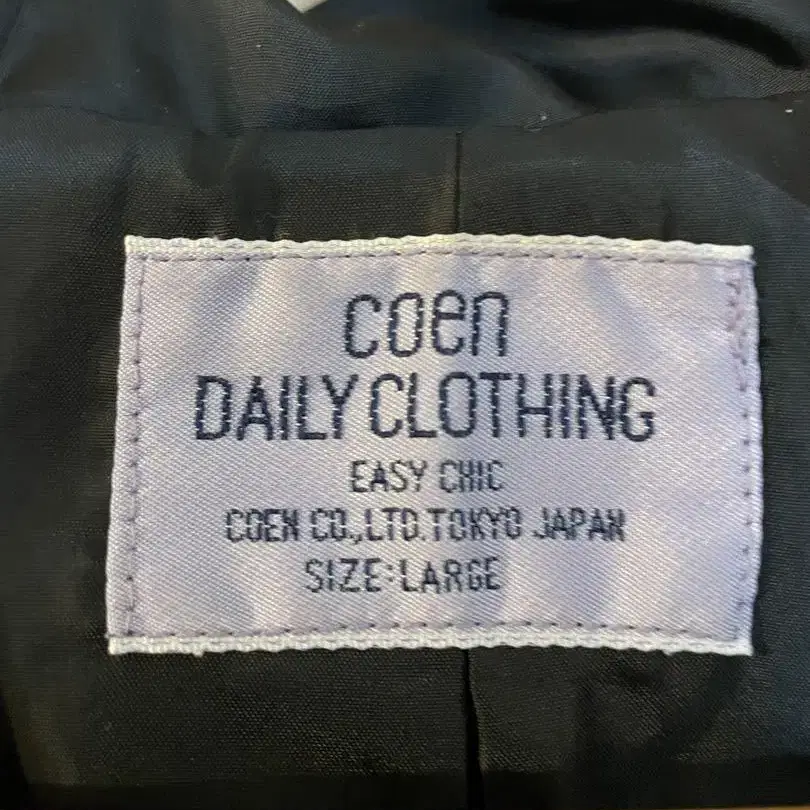 coen
DAILY CLOTHING
EASY CHIC
COEN CO.,LTD.TOKYO JAPAN
SIZE:LARGE